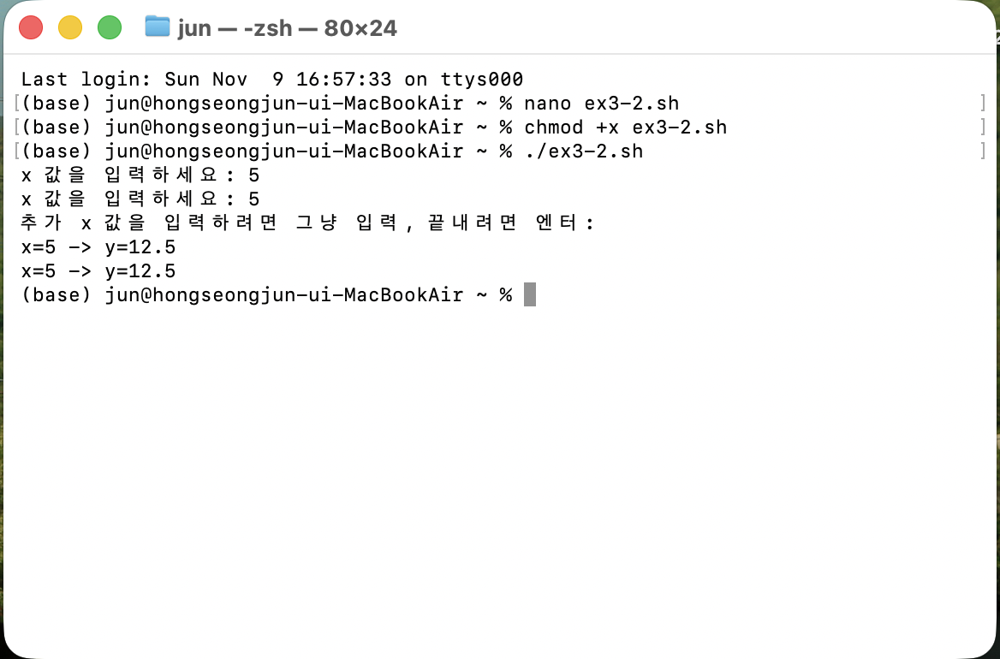 jun — -zsh — 80×24
Last login: Sun Nov  9 16:57:33 on ttys000
[(base) jun@hongseongjun-ui-MacBookAir ~ % nano ex3-2.sh ]
[(base) jun@hongseongjun-ui-MacBookAir ~ % chmod +x ex3-2.sh ]
[(base) jun@hongseongjun-ui-MacBookAir ~ % ./ex3-2.sh ]
x 값을 입력하세요: 5
x 값을 입력하세요: 5
추가 x 값을 입력하려면 그냥 입력, 끝내려면 엔터:
x=5 -> y=12.5
x=5 -> y=12.5
(base) jun@hongseongjun-ui-MacBookAir ~ %